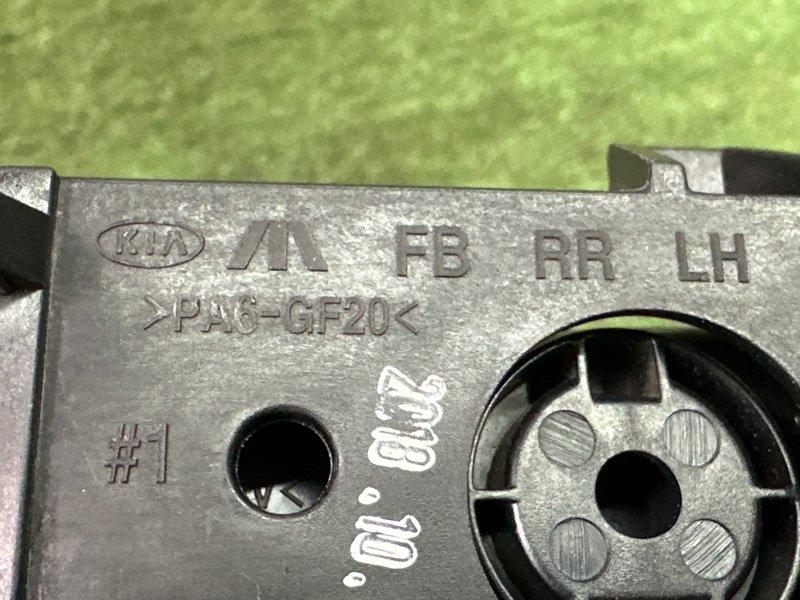 KIA FB RR LH
>PA6-GF20<
#1
2018.10.